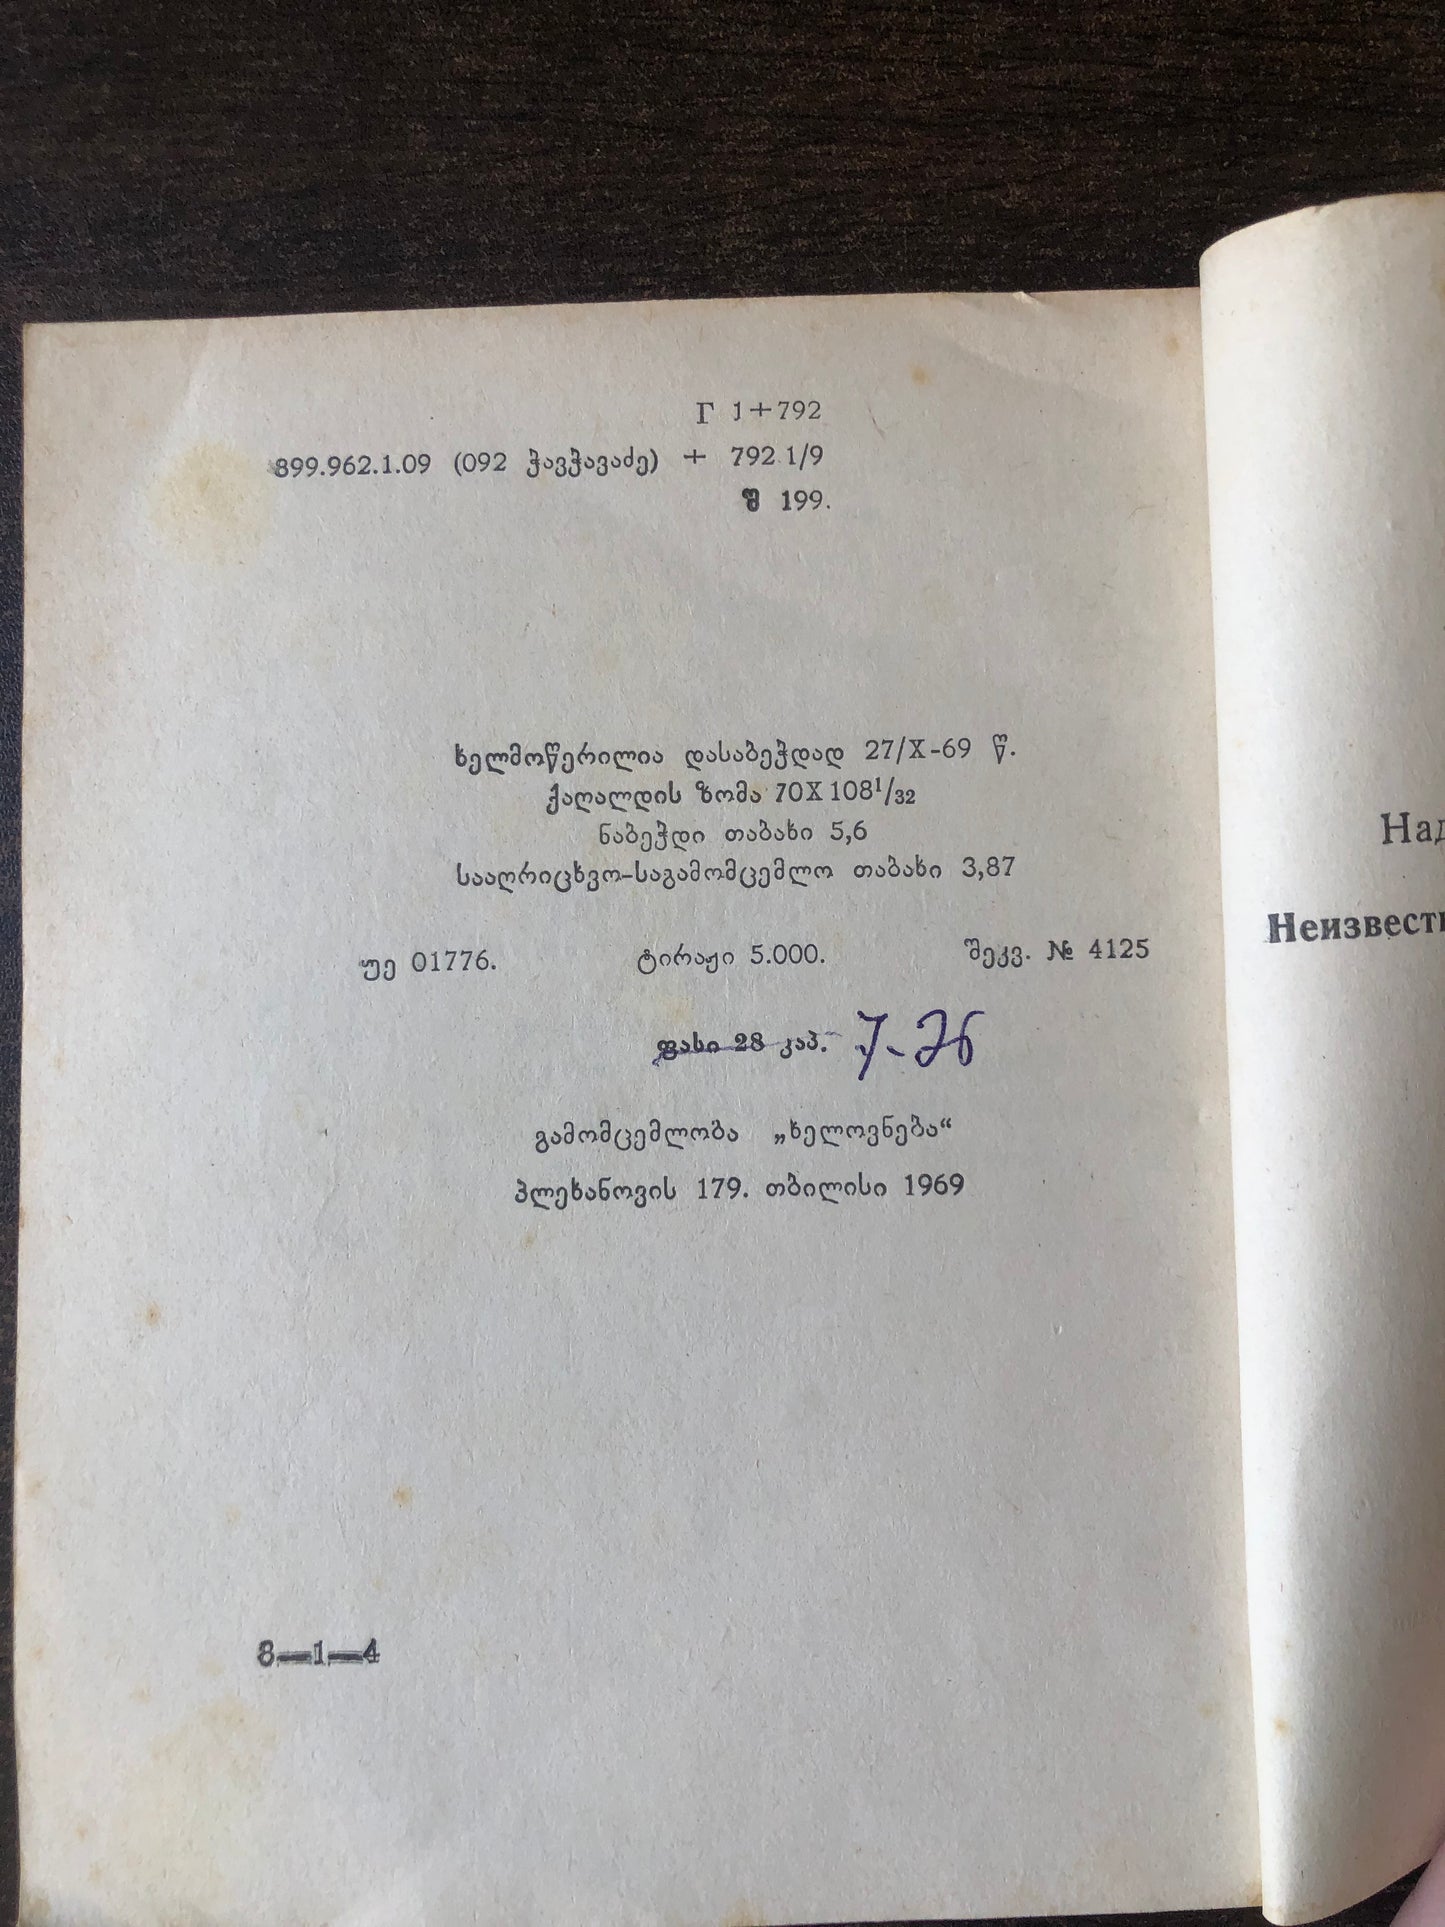 Г 1+792
899.962.1.09 (092 ჭავჭავაძე) + 792.1/9
შ 199.
ხელმოწერილია დასაბეჭდად 27/X-69 წ.
ქაღალდის ზომა 70X108¹/₃₂
ნაბეჭდი თაბახი 5,6
სააღრიცხვო-საგამომცემლო თაბახი 3,87
უე 01776. ტირაჟი 5.000. შეკვ. № 4125
ფასი 28 კაპ.
გამომცემლობა „ხელოვნება“
პლეხანოვის 179. თბილისი 1969
8—1—4
Над
Неизвест